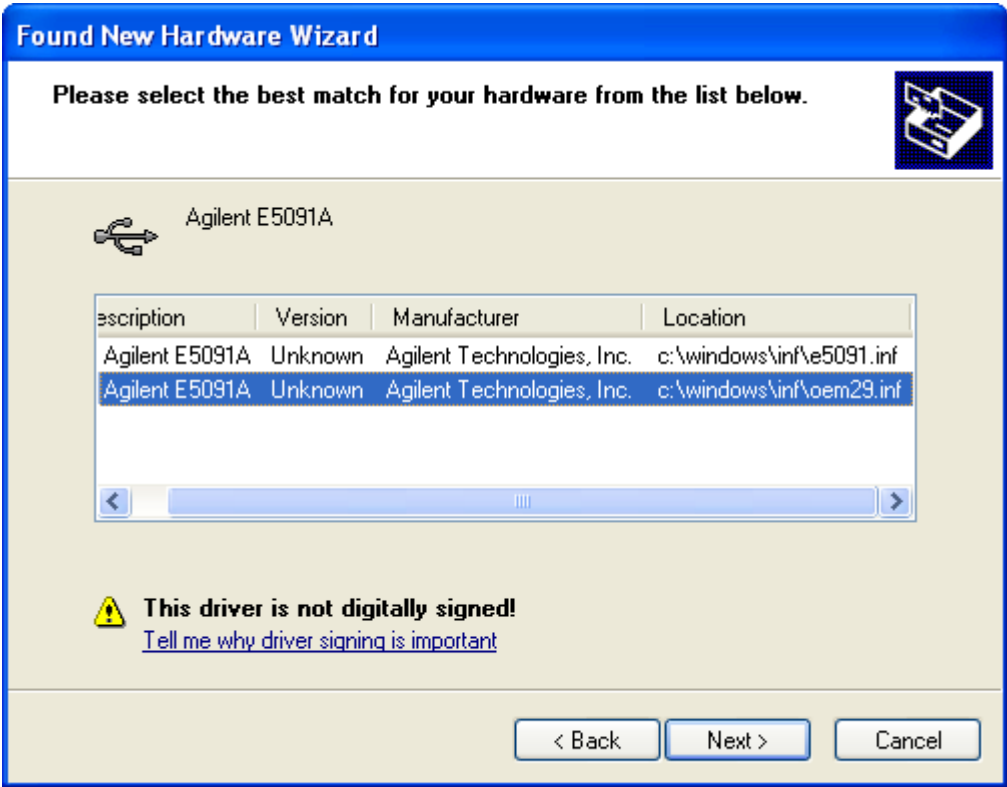 Found New Hardware Wizard
Please select the best match for your hardware from the list below.
Agilent E5091A
escription Version Manufacturer Location
Agilent E5091A Unknown Agilent Technologies, Inc. c:\windows\inf\e5091.inf
Agilent E5091A Unknown Agilent Technologies, Inc. c:\windows\inf\oem29.inf
This driver is not digitally signed!
Tell me why driver signing is important
< Back Next > Cancel